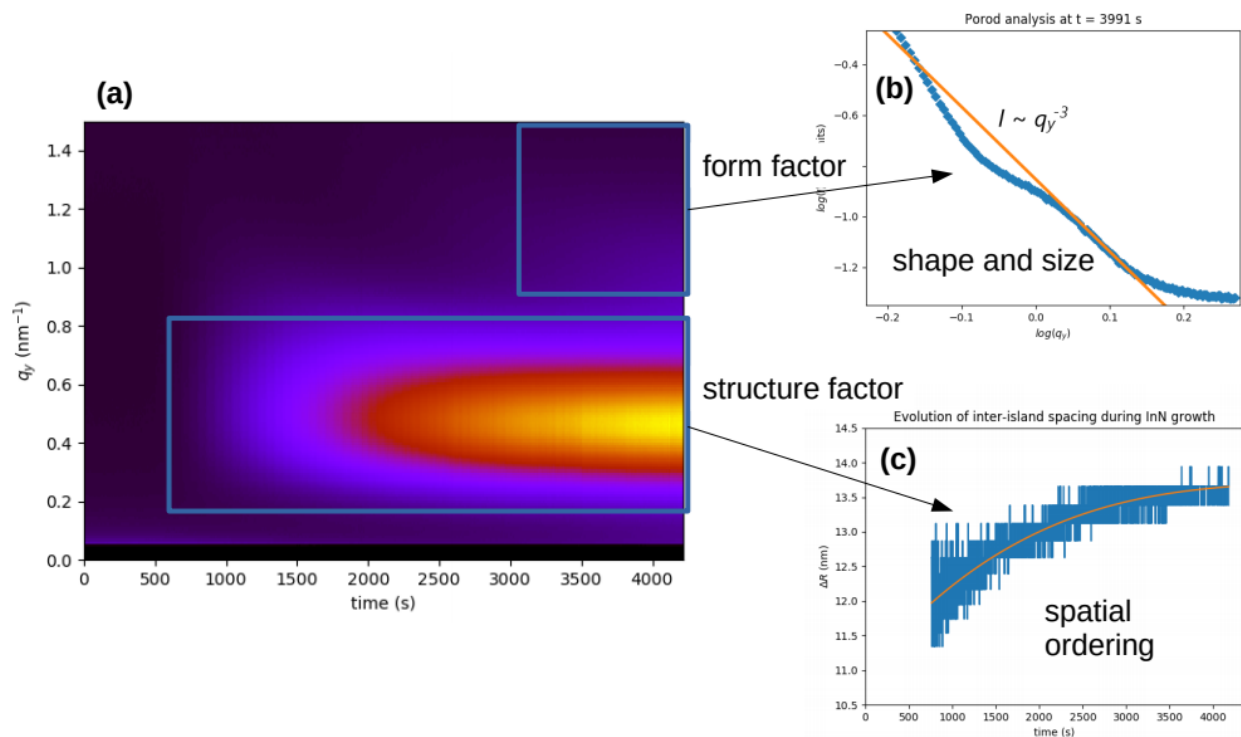 (a)
1.4
1.2
1.0
0.8
0.6
0.4
0.2
0.0
q_y (nm⁻¹)
0 500 1000 1500 2000 2500 3000 3500 4000
time (s)
form factor
structure factor
Porod analysis at t = 3991 s
(b)
−0.4
−0.6
−0.8
−1.0
−1.2
I ~ q_y⁻³
shape and size
−0.2 −0.1 0.0 0.1 0.2
log(q_y)
Evolution of inter-island spacing during InN growth
(c)
14.5
14.0
13.5
13.0
12.5
12.0
11.5
11.0
10.5
ΔR (nm)
spatial
ordering
0 500 1000 1500 2000 2500 3000 3500 4000
time (s)